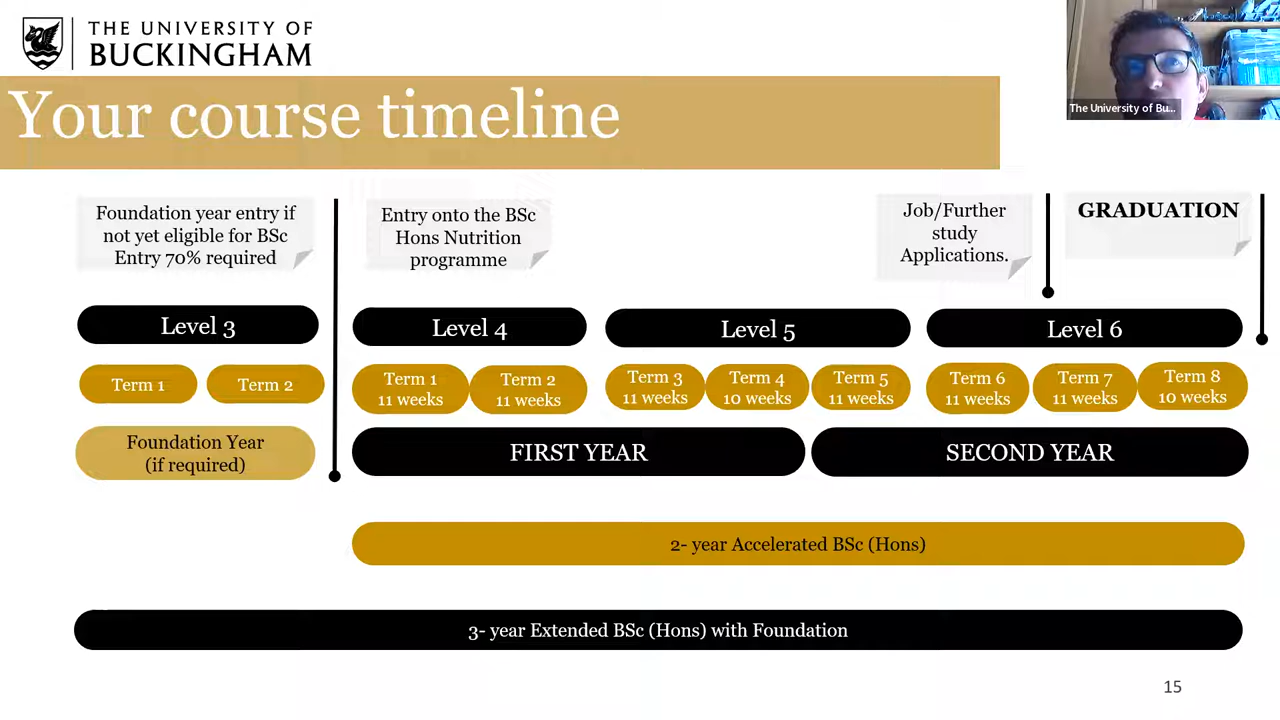 THE UNIVERSITY OF
BUCKINGHAM
The University of Bu...
Your course timeline
Foundation year entry if
not yet eligible for BSc
Entry 70% required
Entry onto the BSc
Hons Nutrition
programme
Job/Further
study
Applications.
GRADUATION
Level 3
Level 4
Level 5
Level 6
Term 1
Term 2
Term 1
11 weeks
Term 2
11 weeks
Term 3
11 weeks
Term 4
10 weeks
Term 5
11 weeks
Term 6
11 weeks
Term 7
11 weeks
Term 8
10 weeks
Foundation Year
(if required)
FIRST YEAR
SECOND YEAR
2- year Accelerated BSc (Hons)
3- year Extended BSc (Hons) with Foundation
15